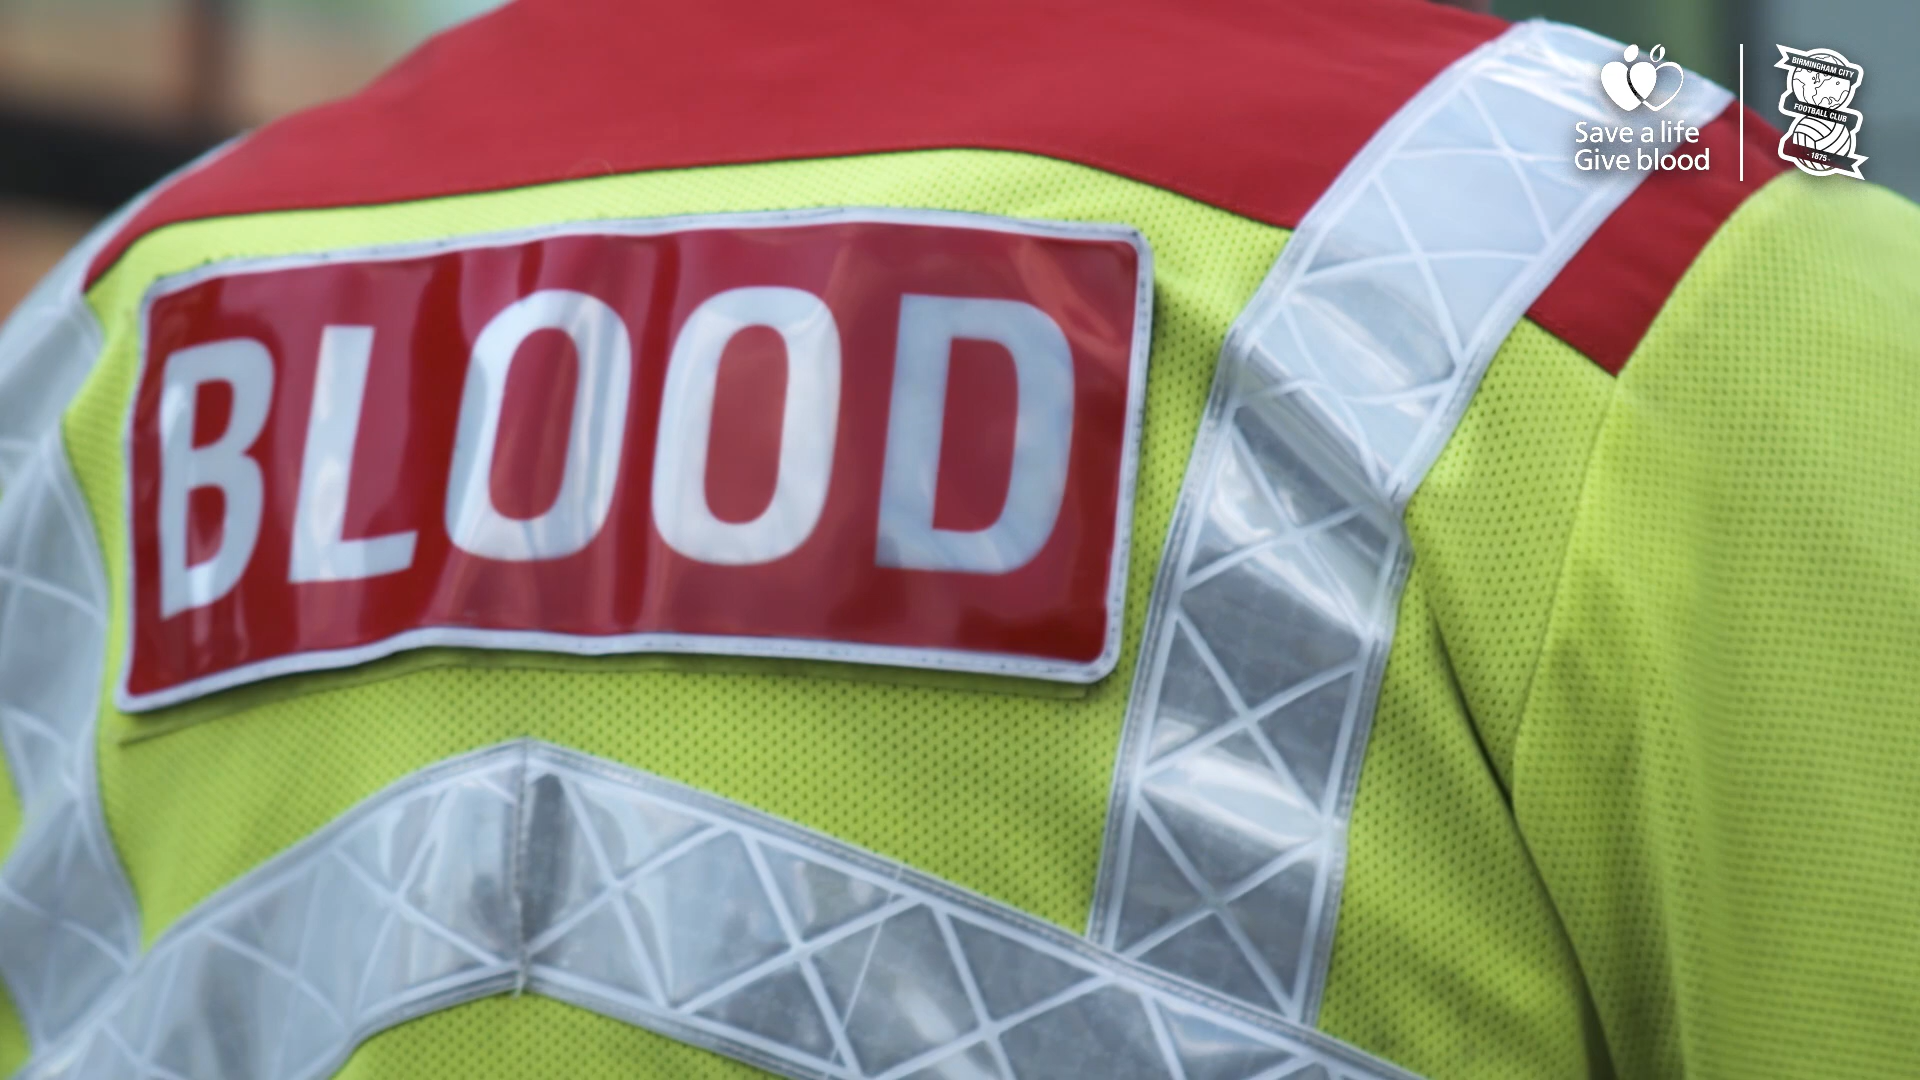 BLOOD
Save a life
Give blood
BIRMINGHAM CITY
FOOTBALL CLUB
- 1875 -